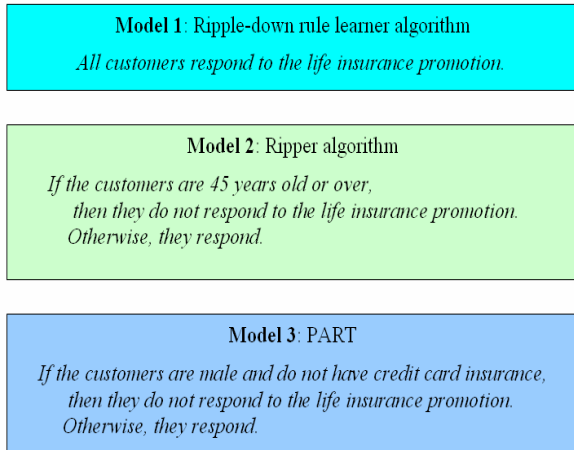 Model 1: Ripple-down rule learner algorithm
All customers respond to the life insurance promotion.
Model 2: Ripper algorithm
If the customers are 45 years old or over,
then they do not respond to the life insurance promotion.
Otherwise, they respond.
Model 3: PART
If the customers are male and do not have credit card insurance,
then they do not respond to the life insurance promotion.
Otherwise, they respond.